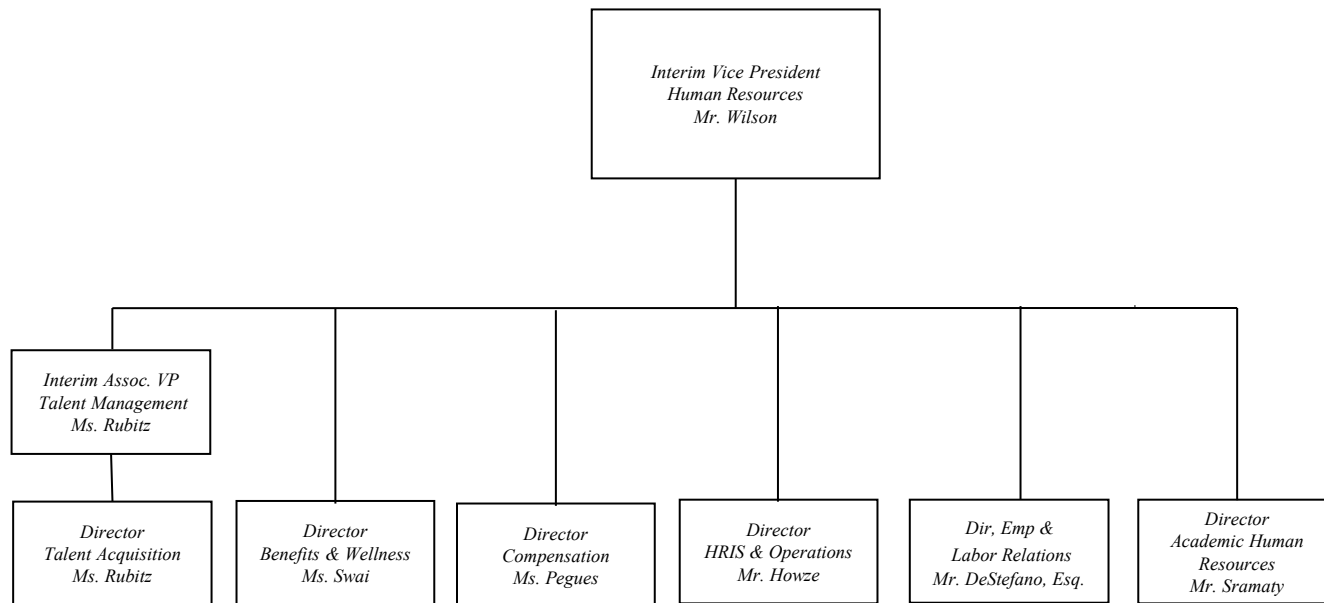 Interim Vice President
Human Resources
Mr. Wilson
Interim Assoc. VP
Talent Management
Ms. Rubitz
Director
Talent Acquisition
Ms. Rubitz
Director
Benefits & Wellness
Ms. Swai
Director
Compensation
Ms. Pegues
Director
HRIS & Operations
Mr. Howze
Dir, Emp &
Labor Relations
Mr. DeStefano, Esq.
Director
Academic Human
Resources
Mr. Sramaty